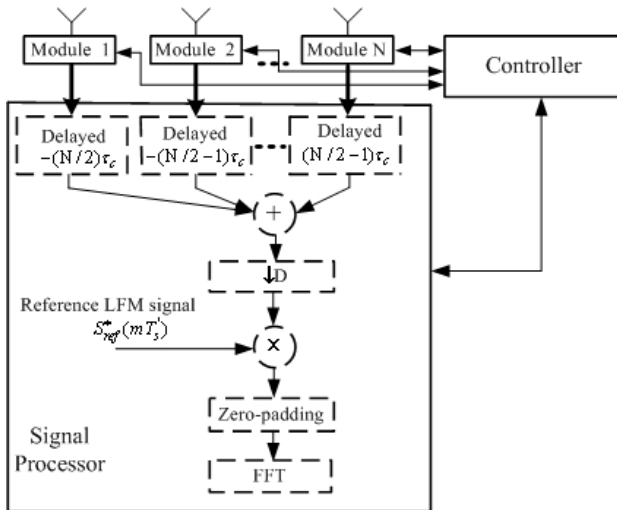 Module 1
Module 2
Module N
Controller
Delayed
-(N/2)τc
Delayed
-(N/2-1)τc
Delayed
(N/2-1)τc
+
↓D
Reference LFM signal
S*ref(mT's)
x
Zero-padding
FFT
Signal
Processor